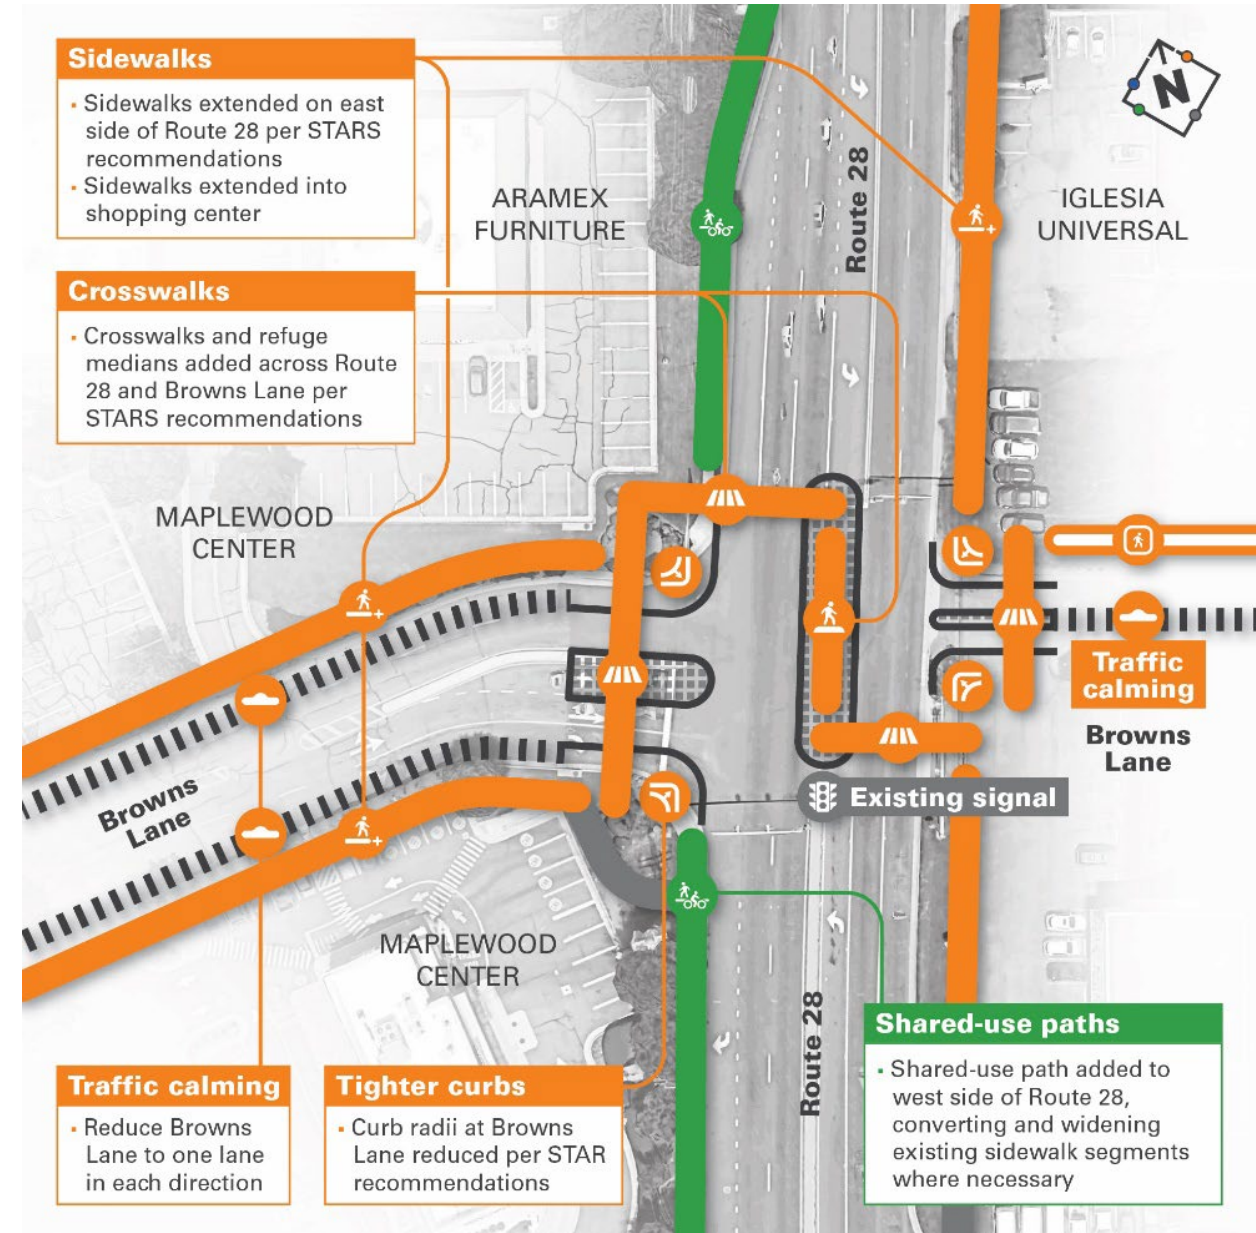 Sidewalks
· Sidewalks extended on east
side of Route 28 per STARS
recommendations
· Sidewalks extended into
shopping center
N
ARAMEX
FURNITURE
Route 28
IGLESIA
UNIVERSAL
Crosswalks
· Crosswalks and refuge
medians added across Route
28 and Browns Lane per
STARS recommendations
MAPLEWOOD
CENTER
Traffic
calming
Browns
Lane
Browns
Lane
Existing signal
MAPLEWOOD
CENTER
Route 28
Shared-use paths
· Shared-use path added to
west side of Route 28,
converting and widening
existing sidewalk segments
where necessary
Traffic calming
· Reduce Browns
Lane to one lane
in each direction
Tighter curbs
· Curb radii at Browns
Lane reduced per STAR
recommendations